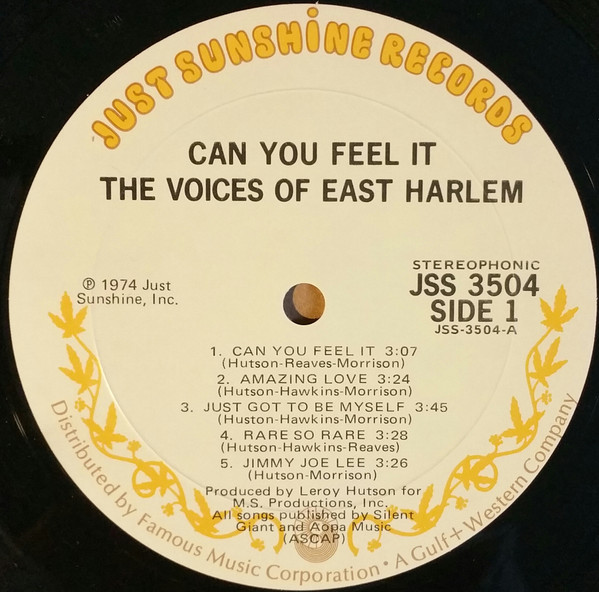 JUST SUNSHINE RECORDS
CAN YOU FEEL IT
THE VOICES OF EAST HARLEM
℗ 1974 Just
Sunshine, Inc.
STEREOPHONIC
JSS 3504
SIDE 1
JSS-3504-A
1. CAN YOU FEEL IT 3:07
(Hutson-Reaves-Morrison)
2. AMAZING LOVE 3:24
(Hutson-Hawkins-Morrison)
3. JUST GOT TO BE MYSELF 3:45
(Huston-Hawkins-Morrison)
4. RARE SO RARE 3:28
(Hutson-Hawkins-Reaves)
5. JIMMY JOE LEE 3:26
(Hutson-Morrison)
Produced by Leroy Hutson for
M.S. Productions, Inc.
All songs published by Silent
Giant and Aopa Music
(ASCAP)
Distributed by Famous Music Corporation • A Gulf+Western Company